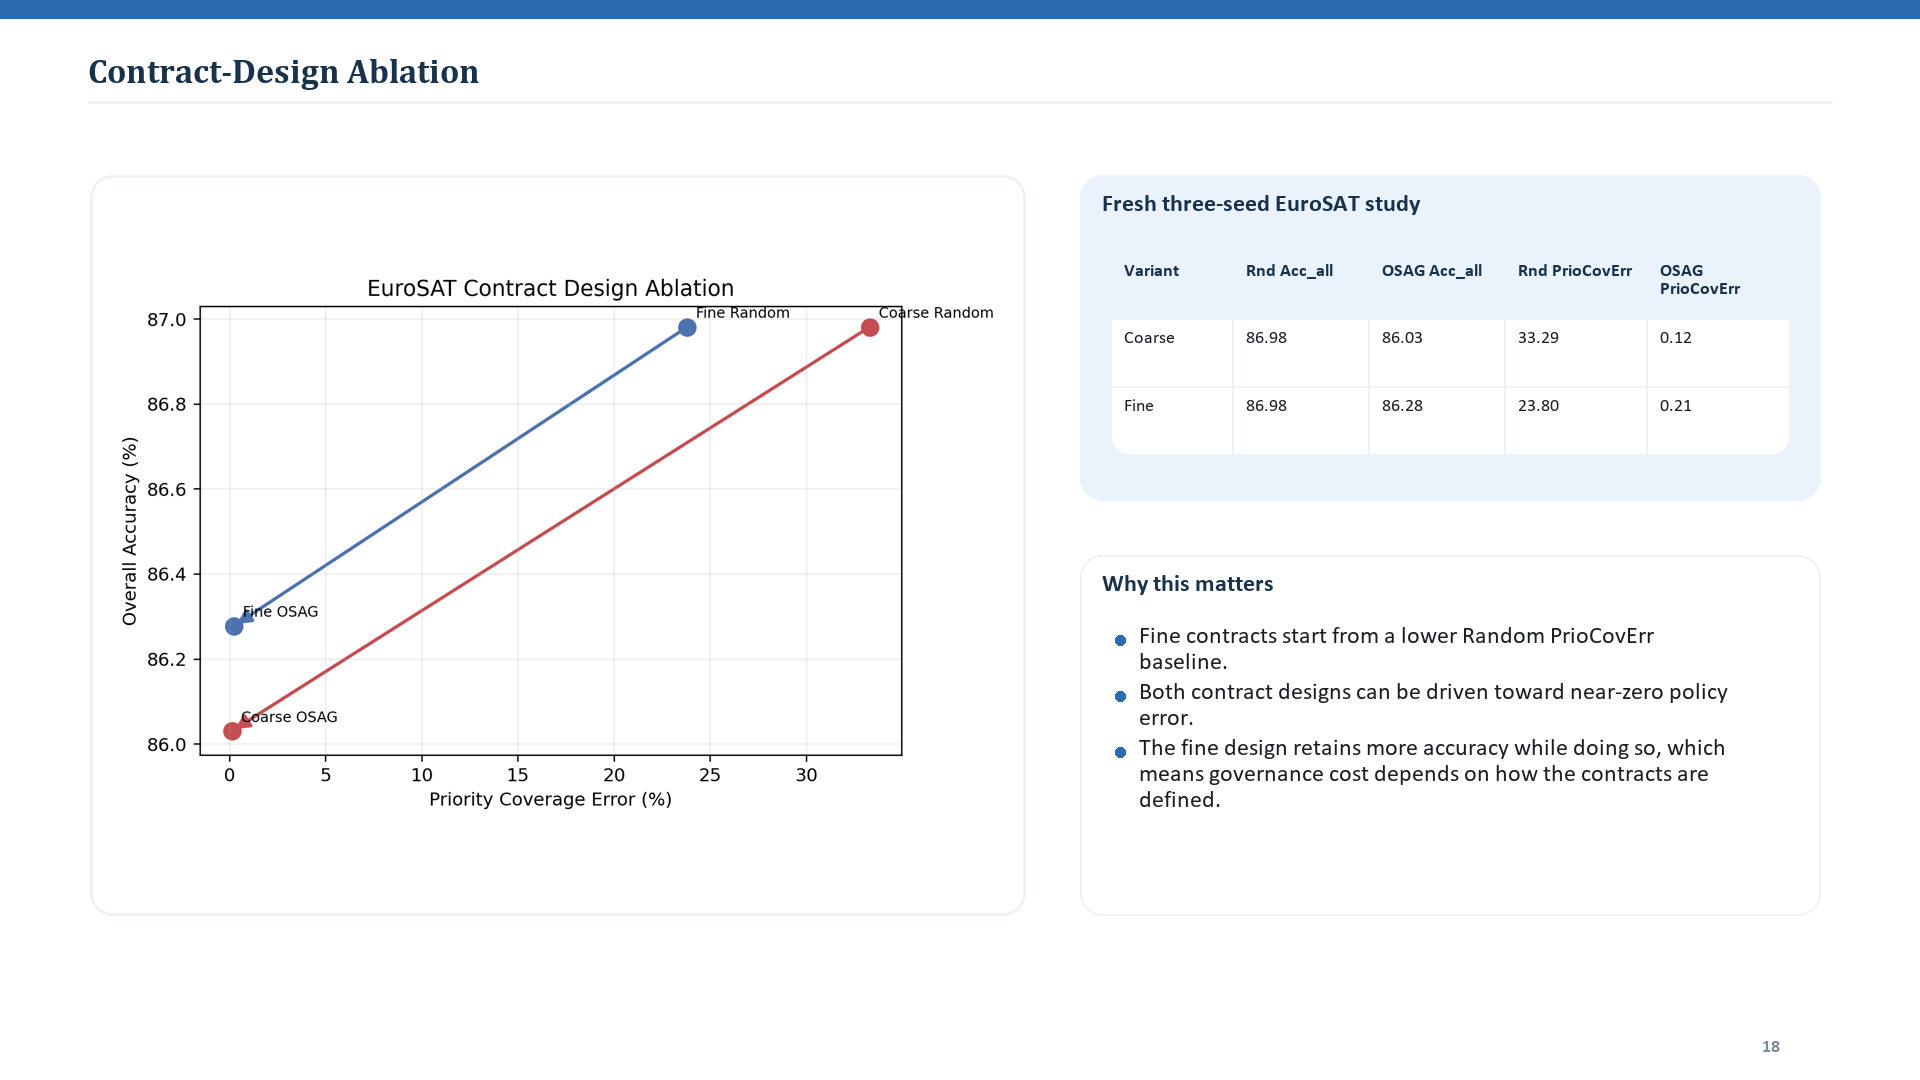 Contract-Design Ablation
EuroSAT Contract Design Ablation
Fine Random
Coarse Random
Fine OSAG
Coarse OSAG
87.0
86.8
86.6
86.4
86.2
86.0
Overall Accuracy (%)
0 5 10 15 20 25 30
Priority Coverage Error (%)
Fresh three-seed EuroSAT study
Variant Rnd Acc_all OSAG Acc_all Rnd PrioCovErr OSAG
PrioCovErr
Coarse 86.98 86.03 33.29 0.12
Fine 86.98 86.28 23.80 0.21
Why this matters
Fine contracts start from a lower Random PrioCovErr
baseline.
Both contract designs can be driven toward near-zero policy
error.
The fine design retains more accuracy while doing so, which
means governance cost depends on how the contracts are
defined.
18